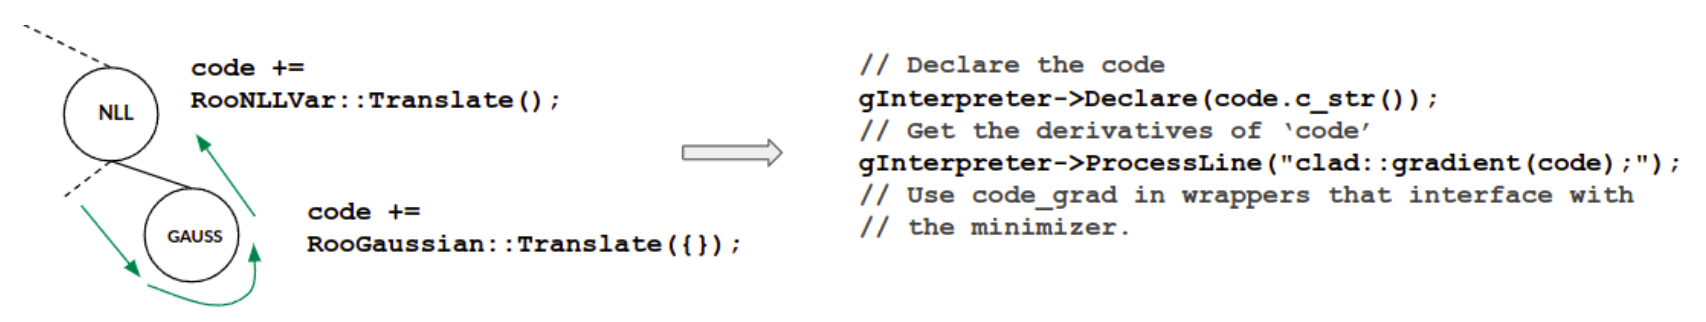 NLL
code +=
RooNLLVar::Translate();
GAUSS
code +=
RooGaussian::Translate({});
// Declare the code
gInterpreter->Declare(code.c_str());
// Get the derivatives of ‘code’
gInterpreter->ProcessLine("clad::gradient(code);");
// Use code_grad in wrappers that interface with
// the minimizer.